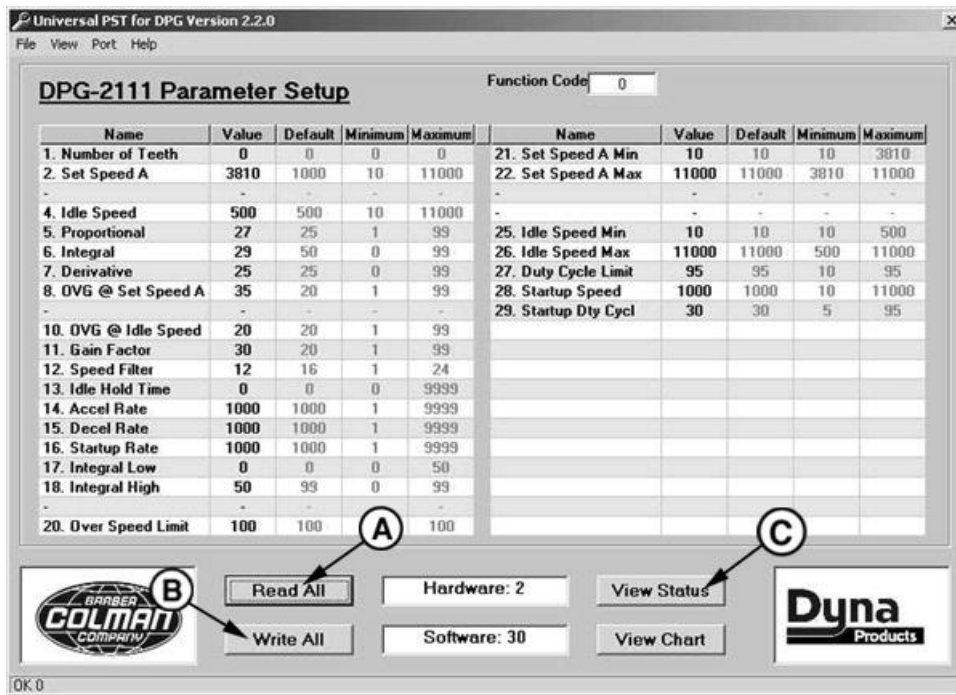 Universal PST for DPG Version 2.2.0
File View Port Help
DPG-2111 Parameter Setup
Function Code 0
Name Value Default Minimum Maximum Name Value Default Minimum Maximum
1. Number of Teeth 0 0 0 0 21. Set Speed A Min 10 10 10 3810
2. Set Speed A 3810 1000 10 11000 22. Set Speed A Max 11000 11000 3810 11000
- - - - - - - - - -
4. Idle Speed 500 500 10 11000 - - - - -
5. Proportional 27 25 1 99 25. Idle Speed Min 10 10 10 500
6. Integral 29 50 0 99 26. Idle Speed Max 11000 11000 500 11000
7. Derivative 25 25 0 99 27. Duty Cycle Limit 95 95 10 95
8. OVG @ Set Speed A 35 20 1 99 28. Startup Speed 1000 1000 10 11000
- - - - - 29. Startup Dty Cycl 30 30 5 95
10. OVG @ Idle Speed 20 20 1 99
11. Gain Factor 30 20 1 99
12. Speed Filter 12 16 1 24
13. Idle Hold Time 0 0 0 9999
14. Accel Rate 1000 1000 1 9999
15. Decel Rate 1000 1000 1 9999
16. Startup Rate 1000 1000 1 9999
17. Integral Low 0 0 0 50
18. Integral High 50 99 0 99
- - - - -
20. Over Speed Limit 100 100 100
A
C
B
Read All Hardware: 2 View Status
Write All Software: 30 View Chart
BARBER
COLMAN
COMPANY
Dyna
Products
OK 0